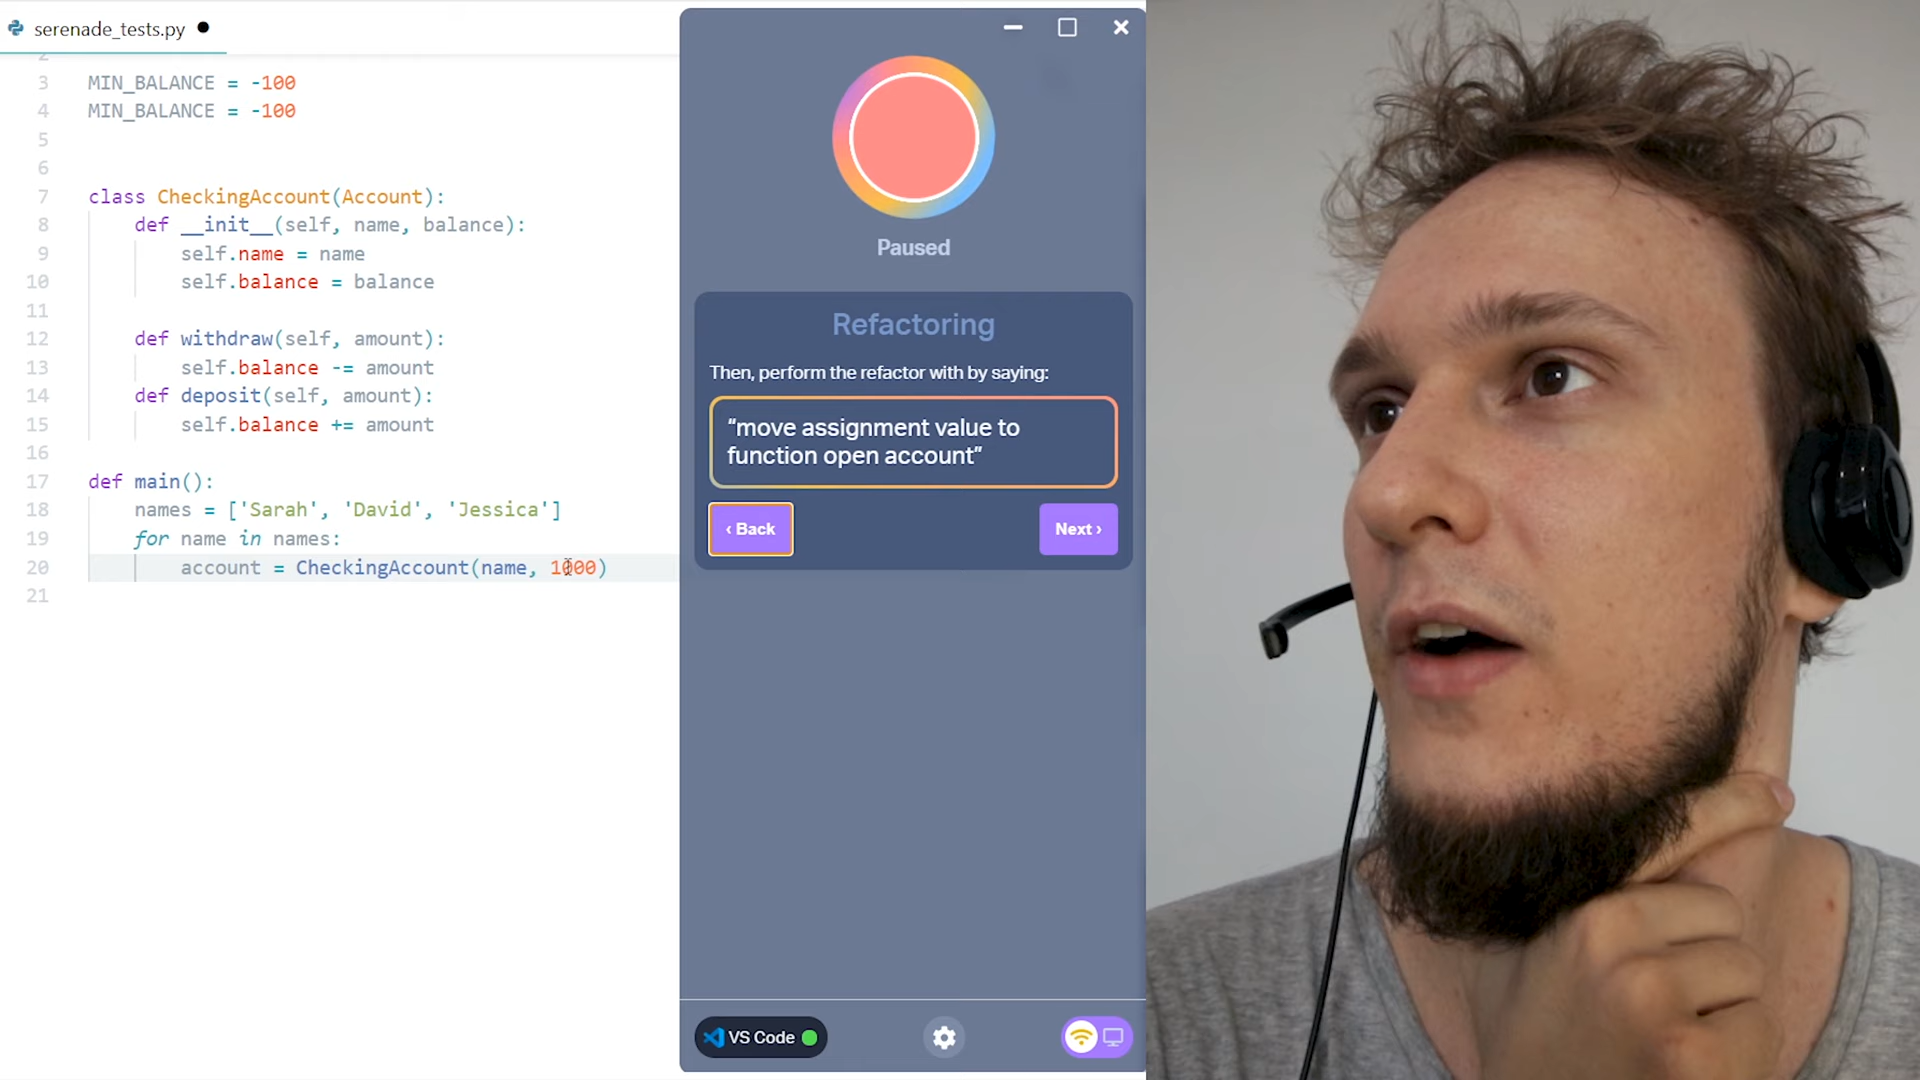 serenade_tests.py
3 MIN_BALANCE = -100
4 MIN_BALANCE = -100
5
6
7 class CheckingAccount(Account):
8 def __init__(self, name, balance):
9 self.name = name
10 self.balance = balance
11
12 def withdraw(self, amount):
13 self.balance -= amount
14 def deposit(self, amount):
15 self.balance += amount
16
17 def main():
18 names = ['Sarah', 'David', 'Jessica']
19 for name in names:
20 account = CheckingAccount(name, 1000)
21
Paused
Refactoring
Then, perform the refactor with by saying:
“move assignment value to
function open account”
‹ Back
Next ›
VS Code